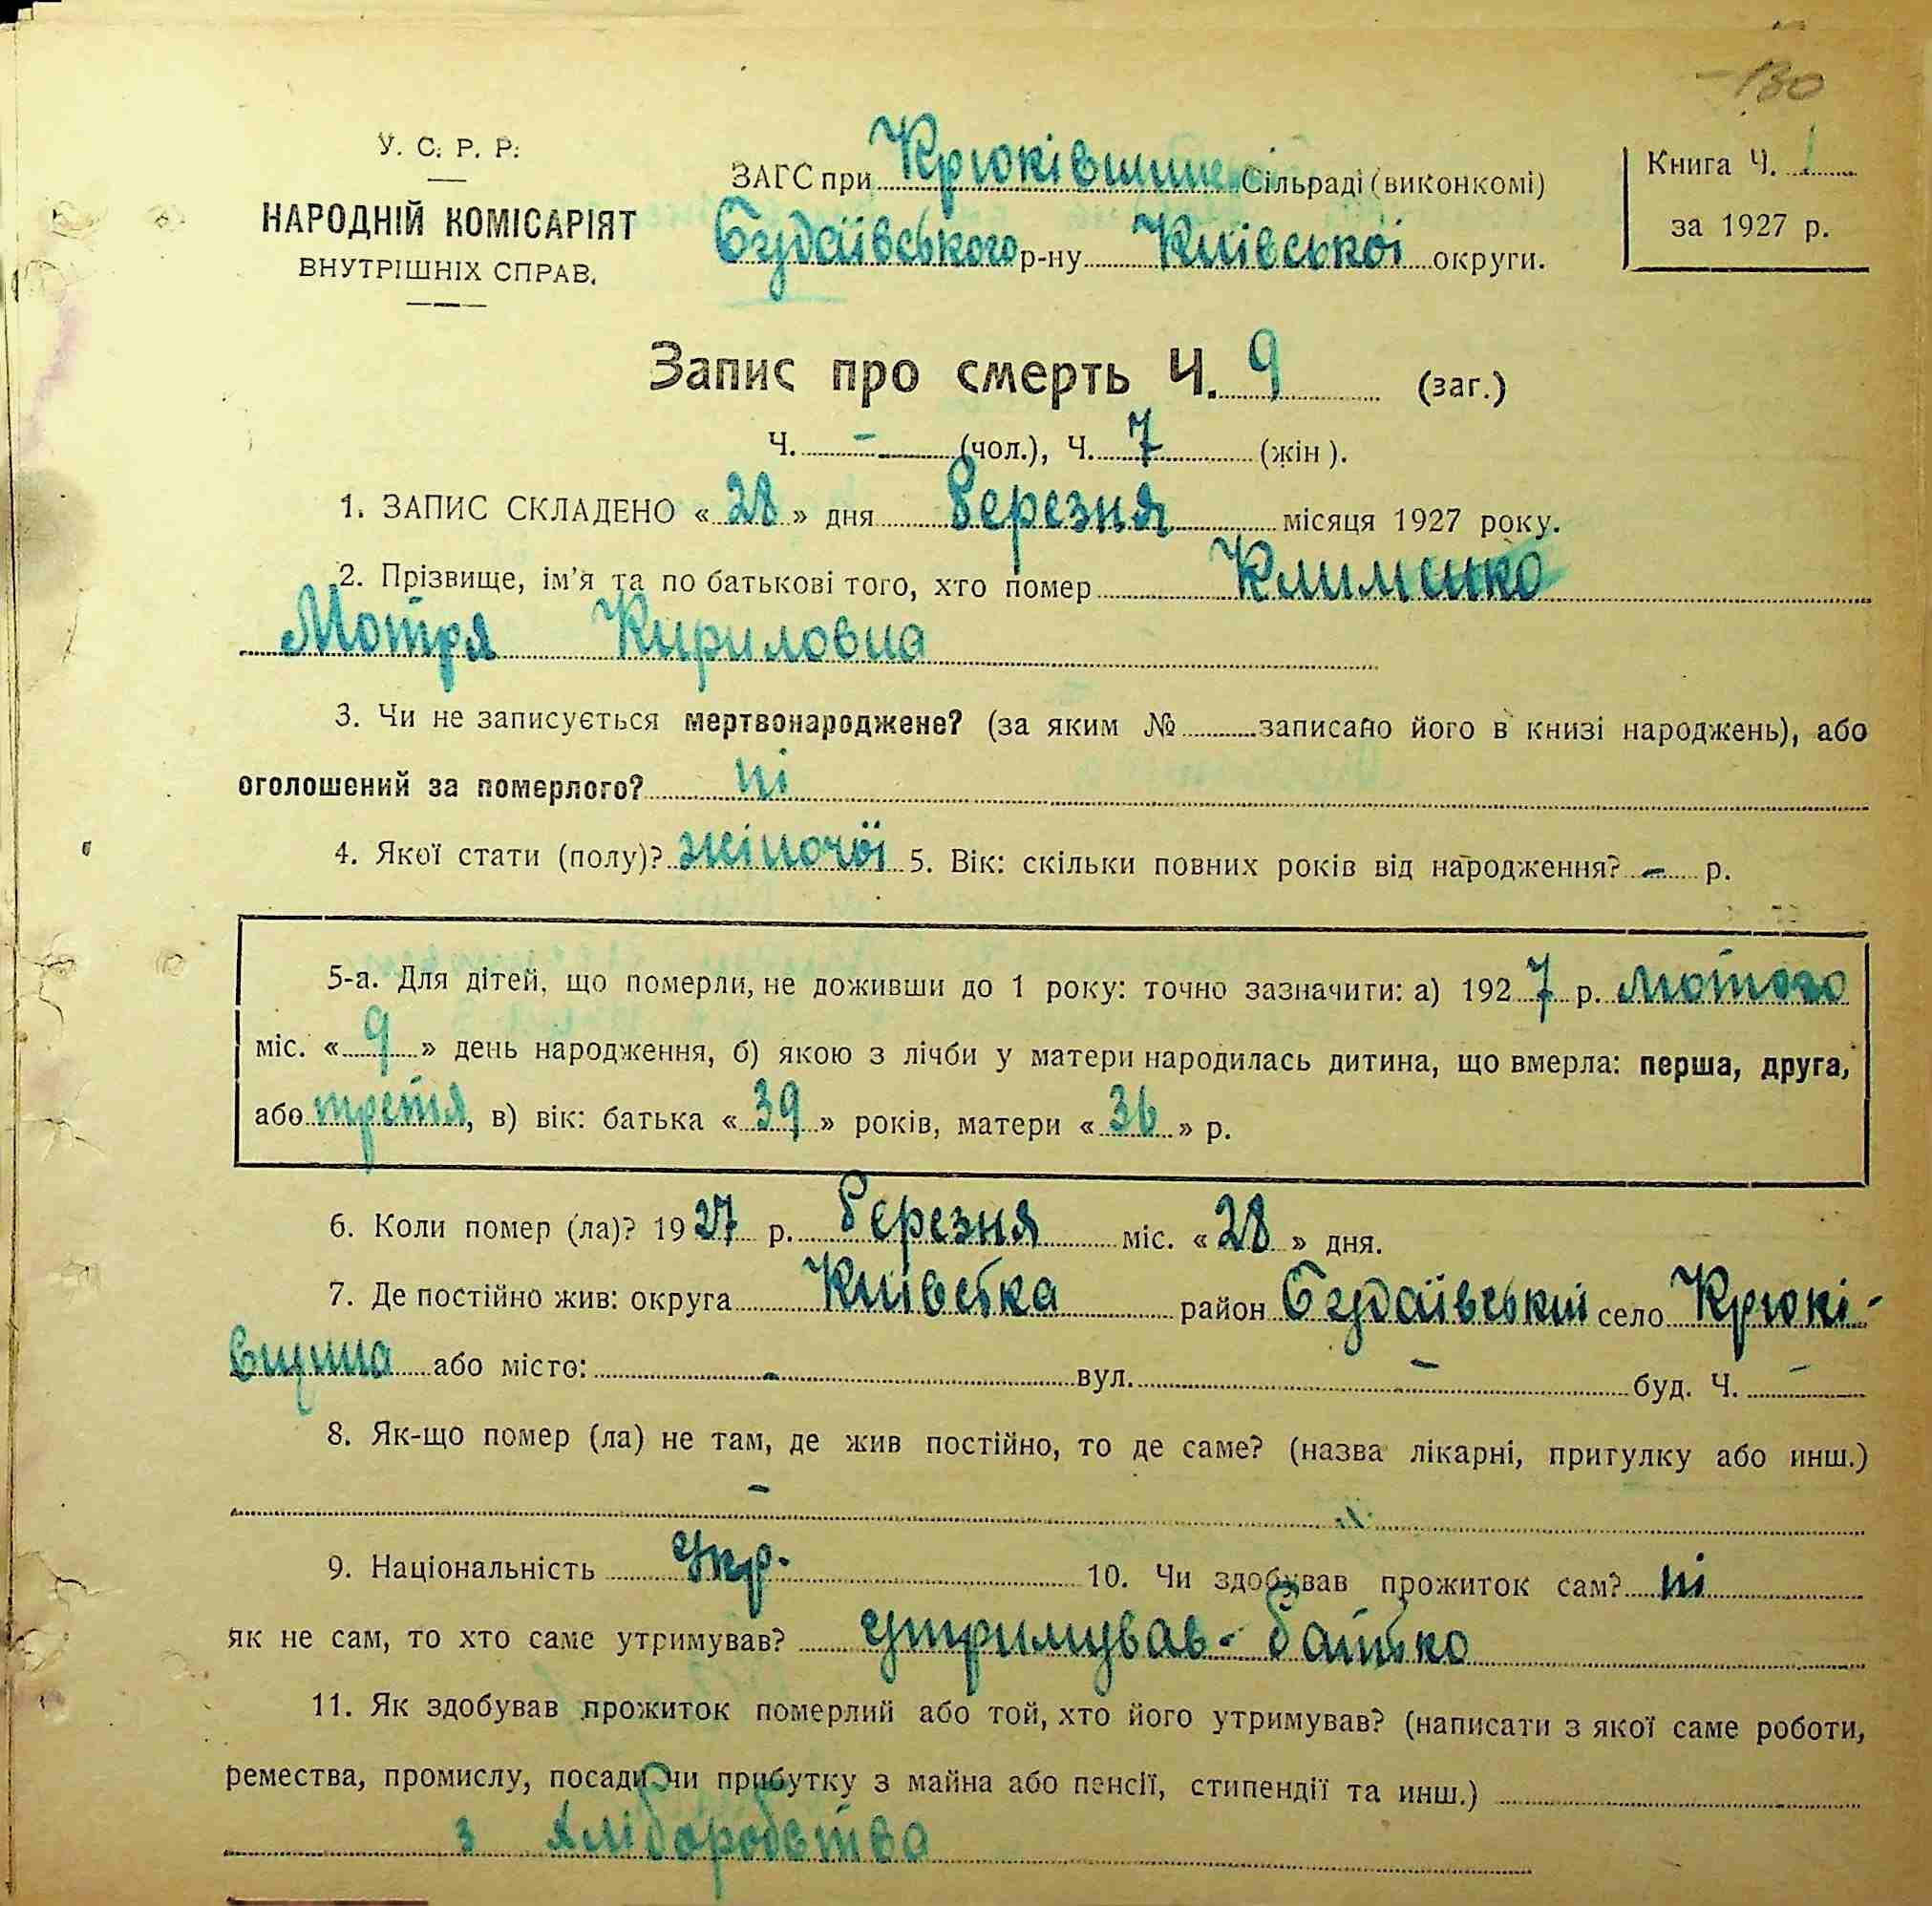 130
У. С. Р. Р.
НАРОДНІЙ КОМІСАРІЯТ
ВНУТРІШНІХ СПРАВ.
ЗАГС при Крюківщине Сільраді (виконкомі)
Будаївського р-ну Київської округи.
Книга Ч. 1
за 1927 р.
Запис про смерть Ч. 9 (заг.)
Ч. - (чол.), Ч. 7 (жін).
1. ЗАПИС СКЛАДЕНО «28» дня березня місяця 1927 року.
2. Прізвище, ім'я та по батькові того, хто помер Клименко
Мотря Кириловна
3. Чи не записується мертвонароджене? (за яким № записано його в книзі народжень), або
оголошений за померлого? ні
4. Якої стати (полу)? жіночої 5. Вік: скільки повних років від народження? - р.
5-а. Для дітей, що померли, не доживши до 1 року: точно зазначити: а) 1927 р. лютого
міс. «9» день народження, б) якою з лічби у матери народилась дитина, що вмерла: перша, друга,
або третя, в) вік: батька «39» років, матери «36» р.
6. Коли помер (ла)? 1927 р. березня міс. «28» дня.
7. Де постійно жив: округа Київська район Будаївський село Крюкі-
вщина або місто: - вул. - буд. Ч. -
8. Як-що помер (ла) не там, де жив постійно, то де саме? (назва лікарні, притулку або инш.)
-
9. Національність Укр. 10. Чи здобував прожиток сам? ні
як не сам, то хто саме утримував? утримував - батько
11. Як здобував прожиток померлий або той, хто його утримував? (написати з якої саме роботи,
ремества, промислу, посади чи прибутку з майна або пенсії, стипендії та инш.)
з хліборобства